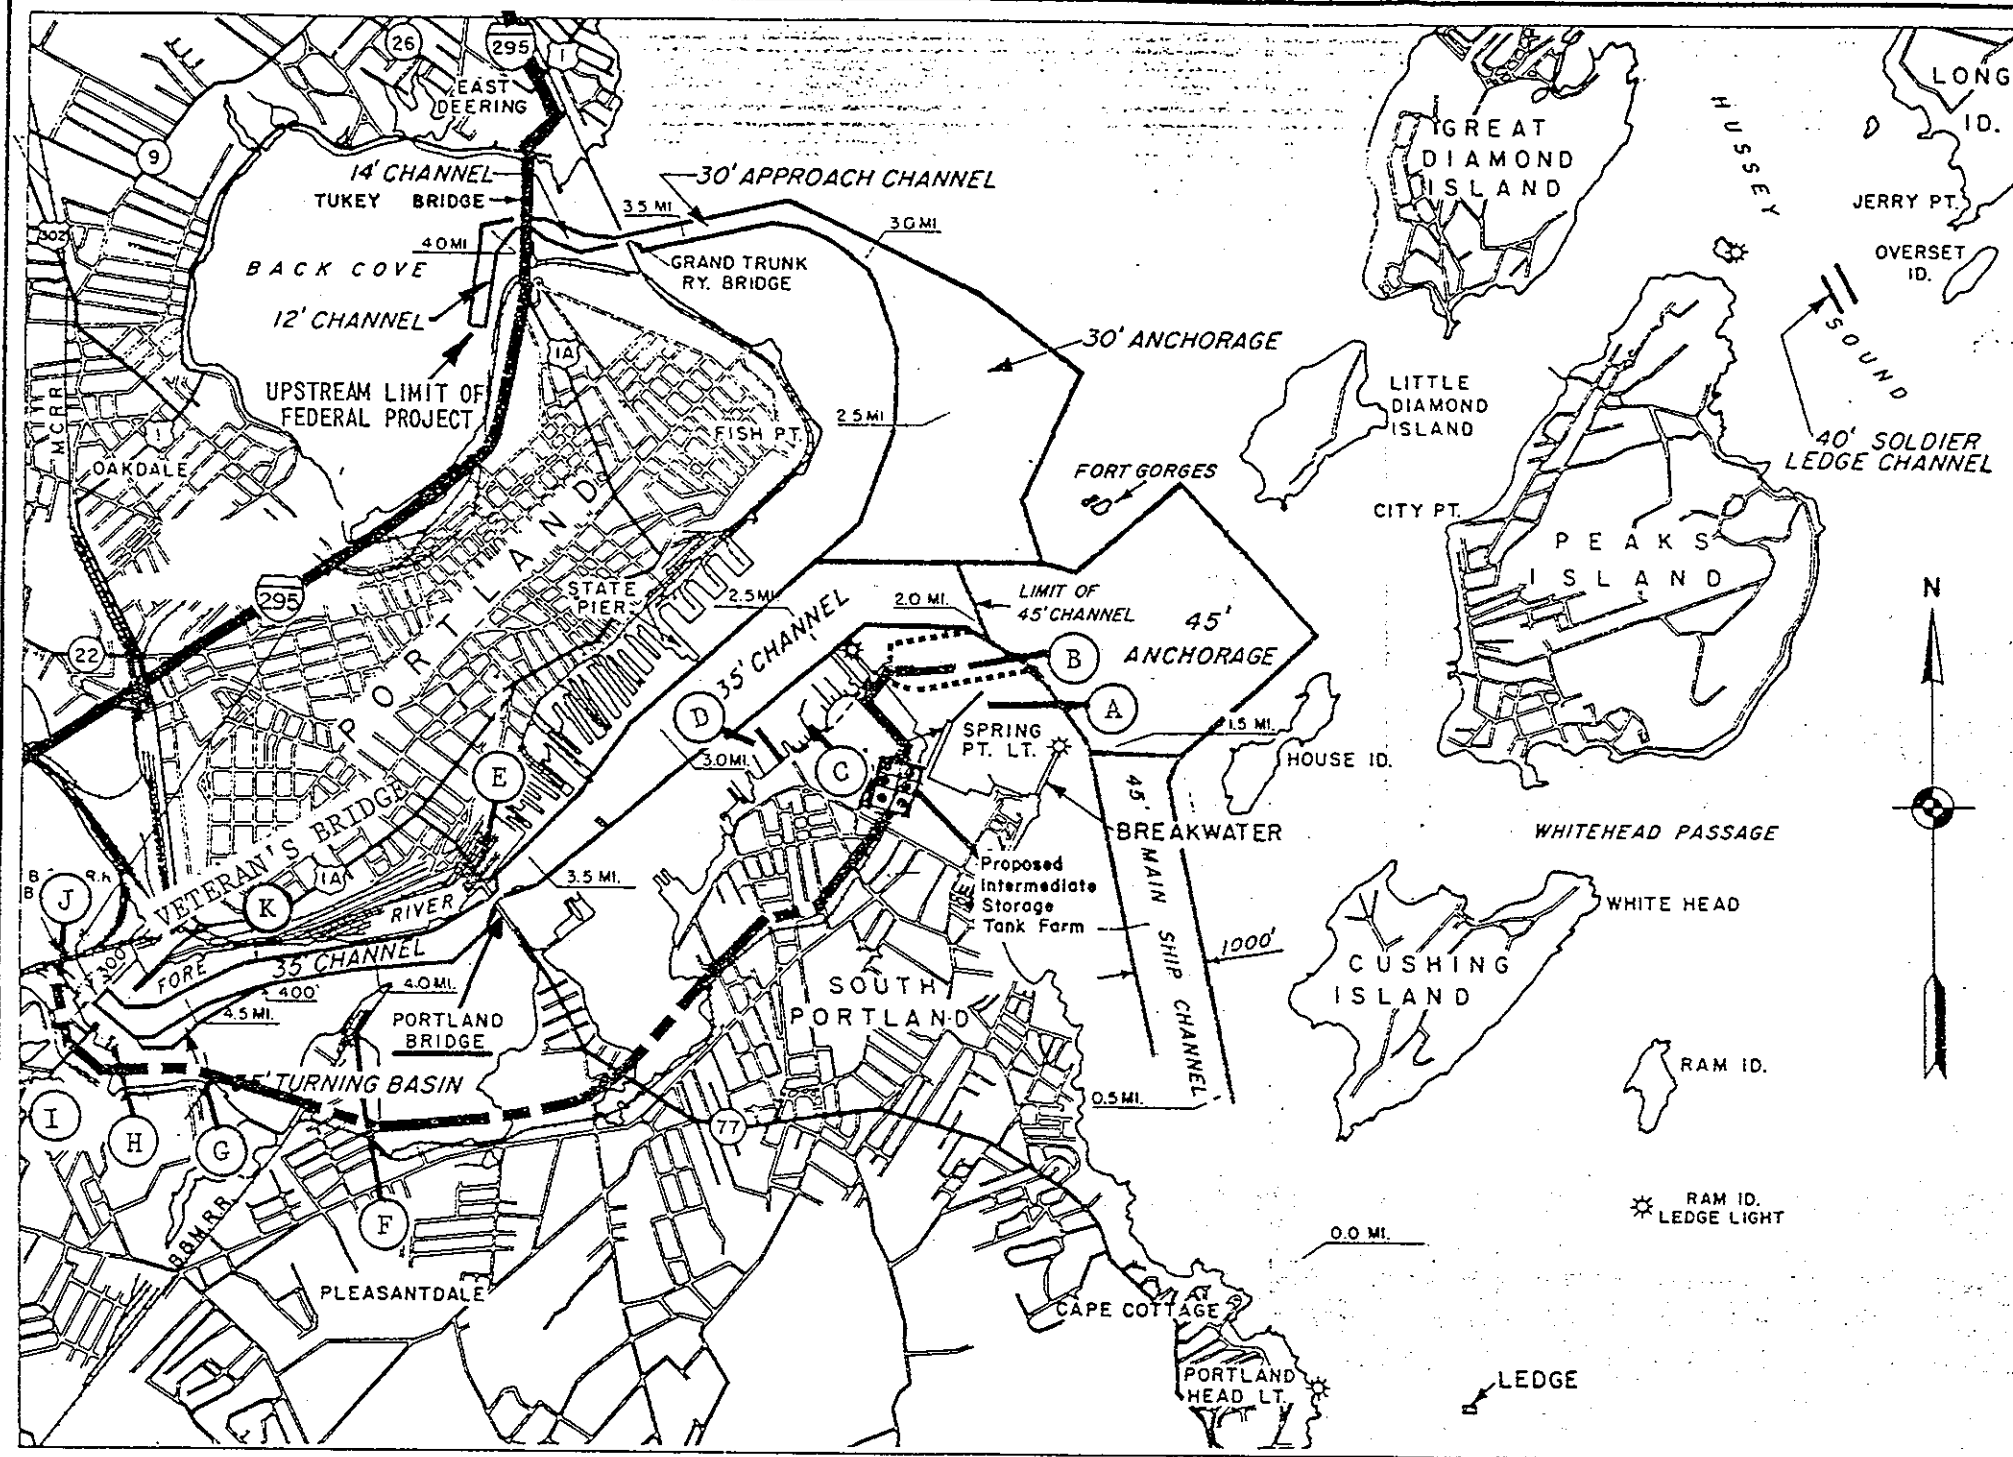 26
295
1
EAST
DEERING
9
14' CHANNEL
TUKEY BRIDGE
30' APPROACH CHANNEL
3.5 MI.
3.0 MI.
4.0 MI.
302
BACK COVE
GRAND TRUNK
RY. BRIDGE
12' CHANNEL
1A
30' ANCHORAGE
UPSTREAM LIMIT OF
FEDERAL PROJECT
MCRR
1
OAKDALE
FISH PT.
2.5 MI.
GREAT
DIAMOND
ISLAND
HUSSEY
SOUND
LONG
ID.
JERRY PT.
OVERSET
ID.
LITTLE
DIAMOND
ISLAND
40' SOLDIER
LEDGE CHANNEL
FORT GORGES
CITY PT.
PEAKS
ISLAND
N
295
PORTLAND
STATE
PIER
2.5 MI.
35' CHANNEL
2.0 MI.
LIMIT OF
45' CHANNEL
45'
ANCHORAGE
22
B
A
D
SPRING
PT. LT.
1.5 MI.
3.0 MI.
C
E
HOUSE ID.
BREAKWATER
WHITEHEAD PASSAGE
VETERAN'S BRIDGE
1A
3.5 MI.
Proposed
Intermediate
Storage
Tank Farm
45' MAIN SHIP CHANNEL
1000'
WHITE HEAD
J
K
RIVER
FORE
35' CHANNEL
300'
400'
4.0 MI.
4.5 MI.
PORTLAND
BRIDGE
SOUTH
PORTLAND
CUSHING
ISLAND
RAM ID.
TURNING BASIN
0.5 MI.
77
I
H
G
F
B&M.R.R.
PLEASANTDALE
RAM ID.
LEDGE LIGHT
0.0 MI.
CAPE COTTAGE
PORTLAND
HEAD LT.
LEDGE